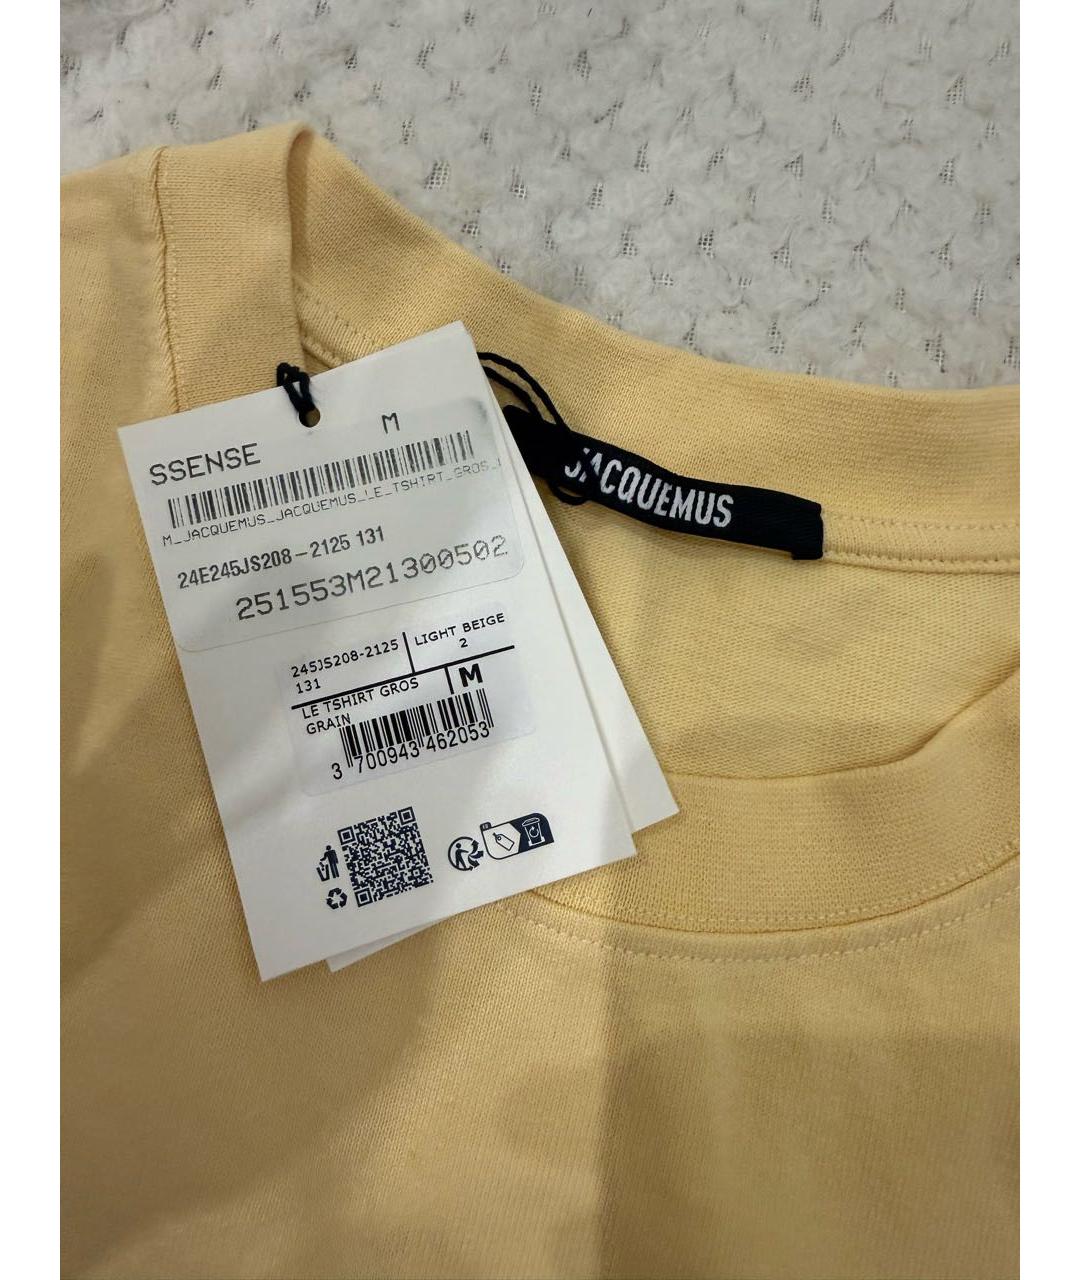 M
SSENSE
M_JACQUEMUS_JACQUEMUS_LE_TSHIRT_GROS_
24E245JS208-2125 131
251553M21300502
245JS208-2125
131
LIGHT BEIGE
2
LE TSHIRT GROS
GRAIN
M
3 700943 462053
JACQUEMUS